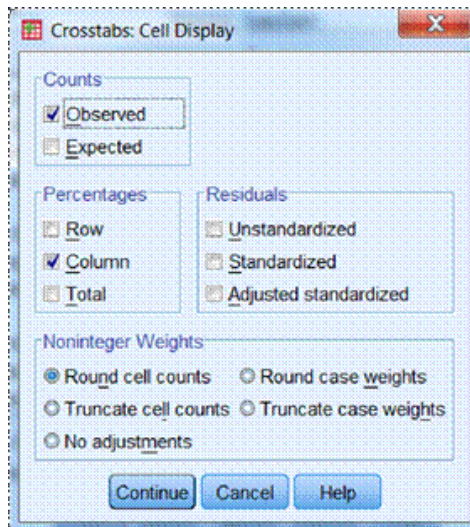 Crosstabs: Cell Display
Counts
Observed
Expected
Percentages
Row
Column
Total
Residuals
Unstandardized
Standardized
Adjusted standardized
Noninteger Weights
Round cell counts
Round case weights
Truncate cell counts
Truncate case weights
No adjustments
Continue
Cancel
Help